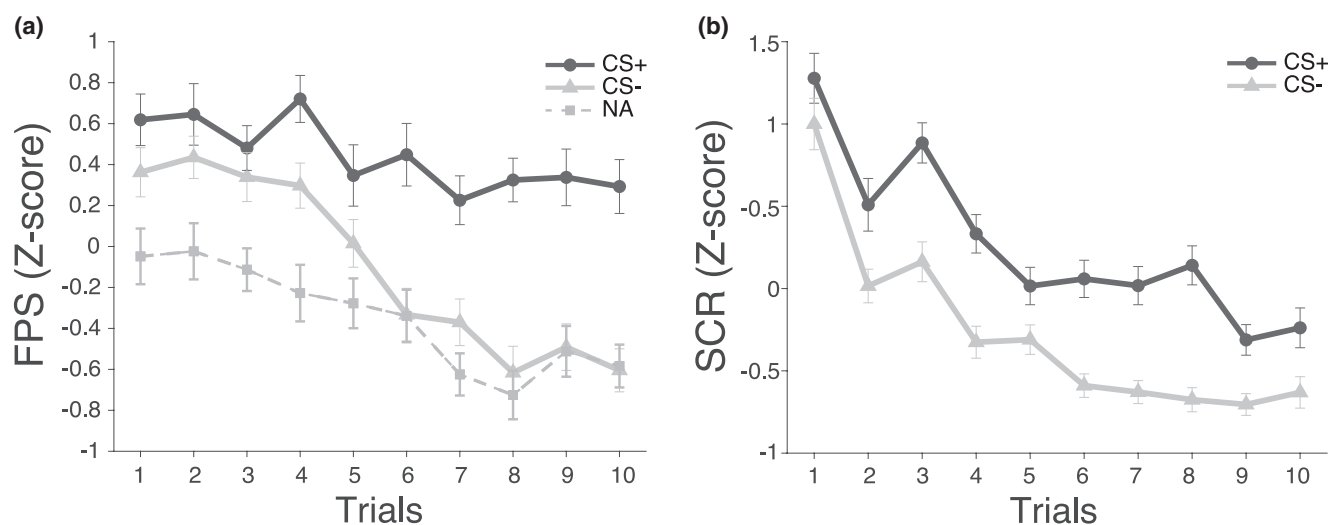 (a)
1
0.8
0.6
0.4
0.2
0
-0.2
-0.4
-0.6
-0.8
-1
FPS (Z-score)
CS+
CS-
NA
1 2 3 4 5 6 7 8 9 10
Trials
(b)
1.5
1
-0.5
0
-0.5
-1
SCR (Z-score)
CS+
CS-
1 2 3 4 5 6 7 8 9 10
Trials